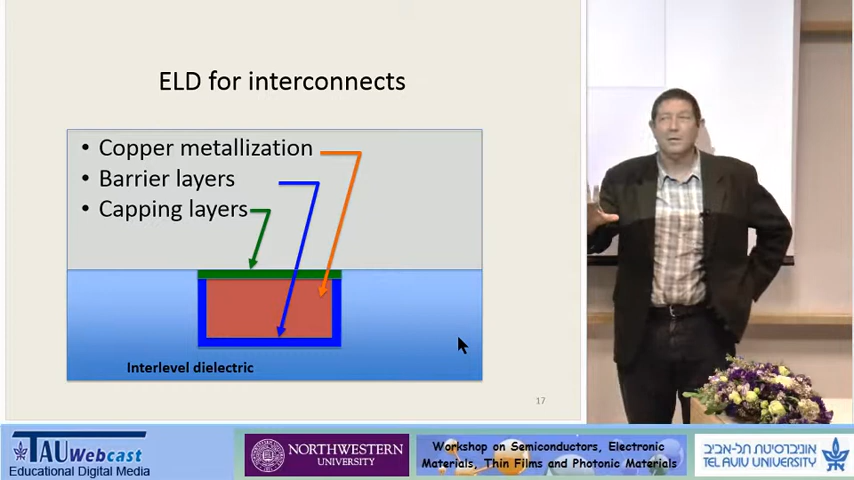 ELD for interconnects
• Copper metallization
• Barrier layers
• Capping layers
Interlevel dielectric
17
TAU Webcast
Educational Digital Media
NORTHWESTERN
UNIVERSITY
Workshop on Semiconductors, Electronic
Materials, Thin Films and Photonic Materials
אוניברסיטת תל-אביב
TEL AVIV UNIVERSITY